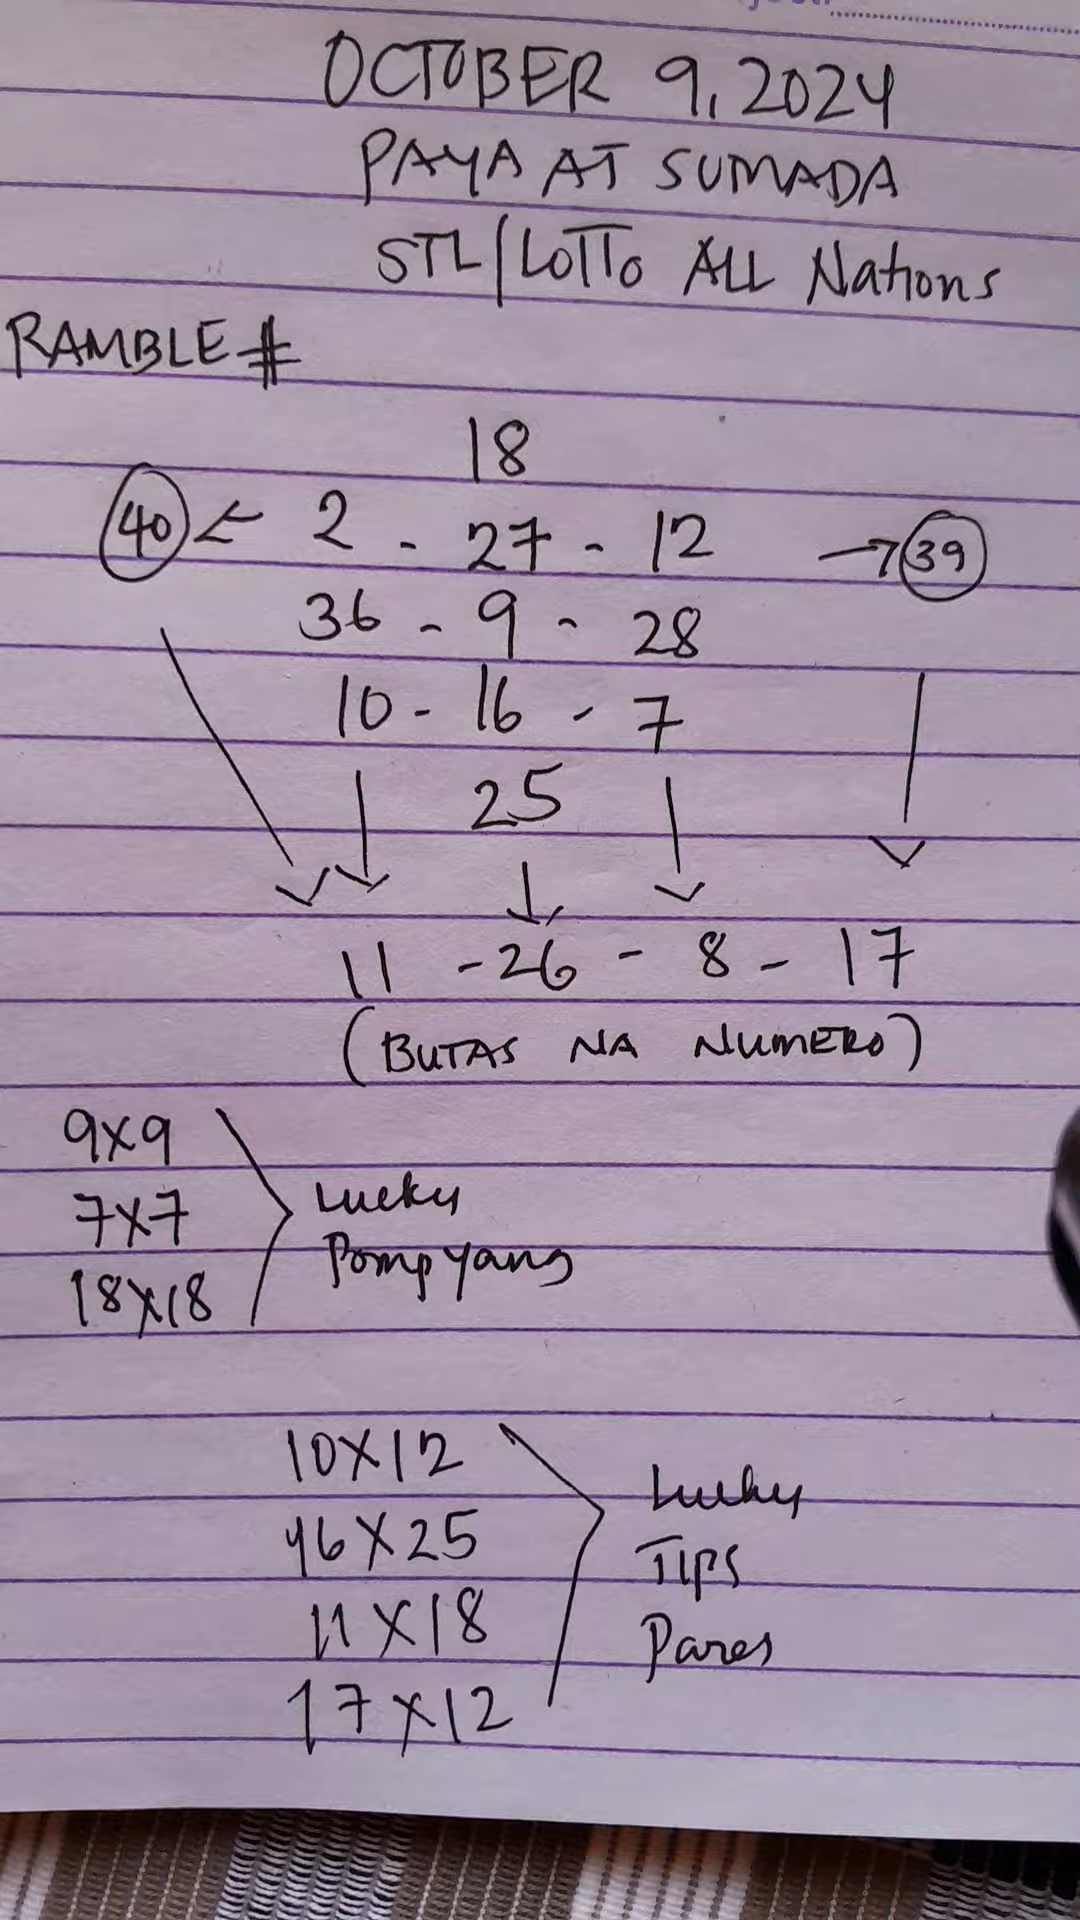 OCTOBER 9, 2024
PAYA AT SUMADA
STL/LOTTO ALL Nations
RAMBLE #
18
40 ← 2 - 27 - 12 → 39
36 - 9 - 28
10 - 16 - 7
25
11 - 26 - 8 - 17
(BUTAS NA NUMERO)
9X9
7X7 Lucky
18X18 Pompyang
10X12 Lucky
16X25 TIPS
11X18 Pares
17X12